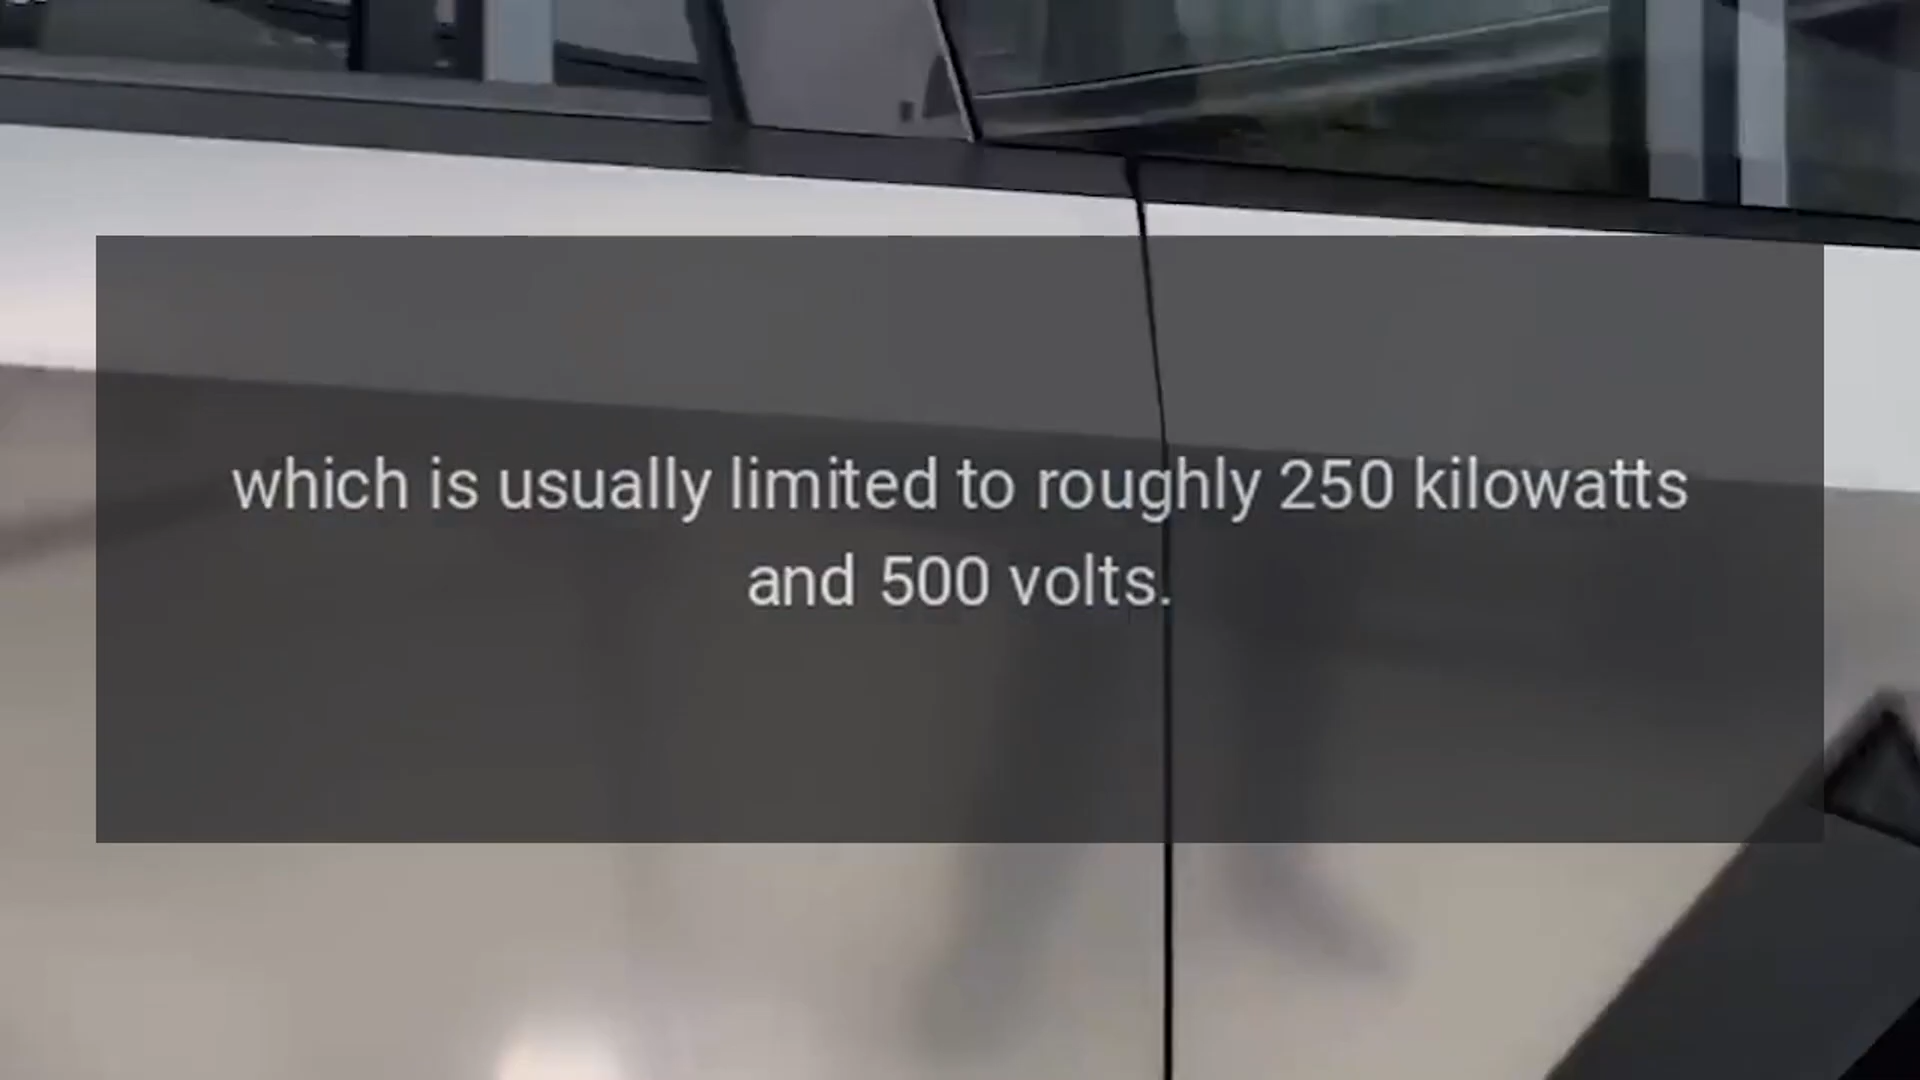 which is usually limited to roughly 250 kilowatts
and 500 volts.